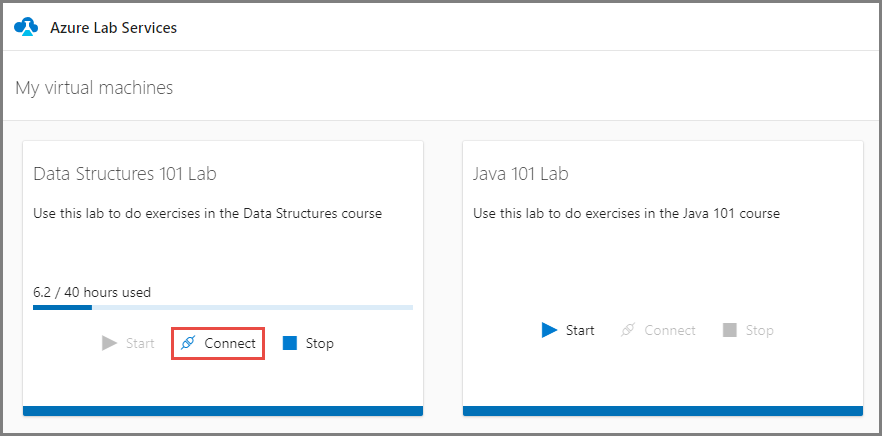 Azure Lab Services
My virtual machines
Data Structures 101 Lab
Use this lab to do exercises in the Data Structures course
6.2 / 40 hours used
Start Connect Stop
Java 101 Lab
Use this lab to do exercises in the Java 101 course
Start Connect Stop